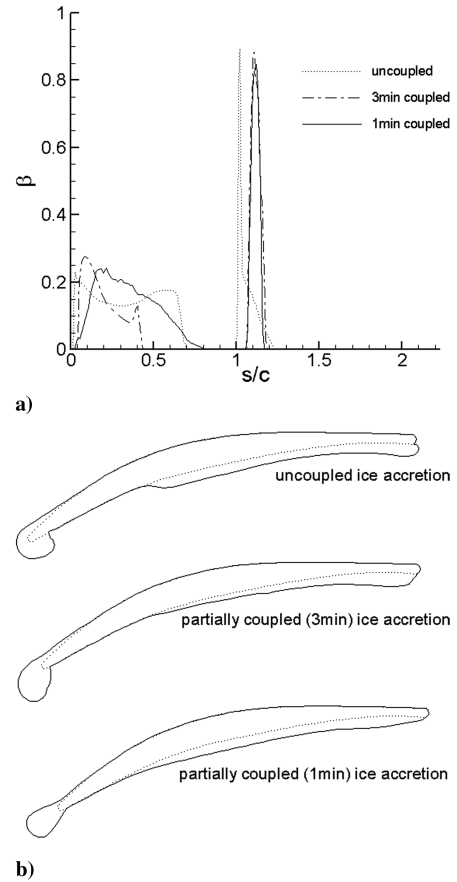 1
0.8
0.6
0.4
0.2
0
β
uncoupled
3min coupled
1min coupled
0 0.5 1 1.5 2
s/c
a)
uncoupled ice accretion
partially coupled (3min) ice accretion
partially coupled (1min) ice accretion
b)